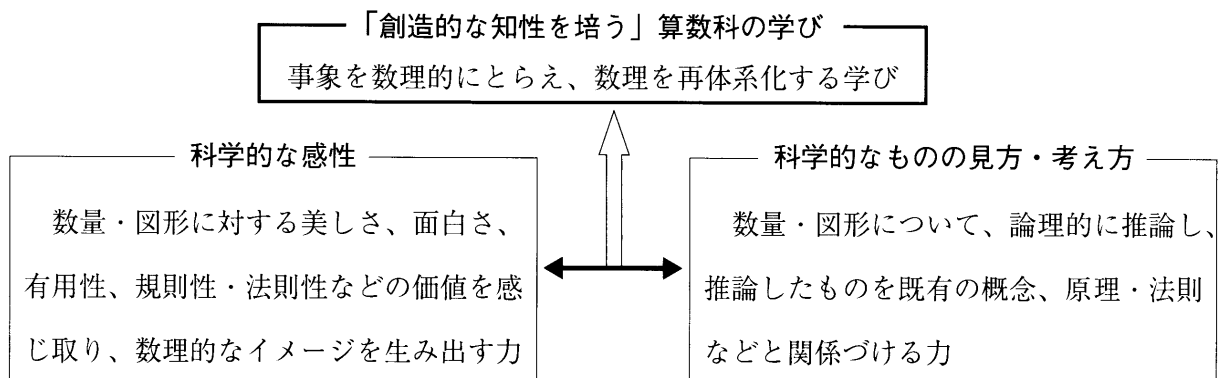 「創造的な知性を培う」算数科の学び
事象を数理的にとらえ、数理を再体系化する学び
科学的な感性
数量・図形に対する美しさ、面白さ、
有用性、規則性・法則性などの価値を感
じ取り、数理的なイメージを生み出す力
科学的なものの見方・考え方
数量・図形について、論理的に推論し、
推論したものを既有の概念、原理・法則
などと関係づける力